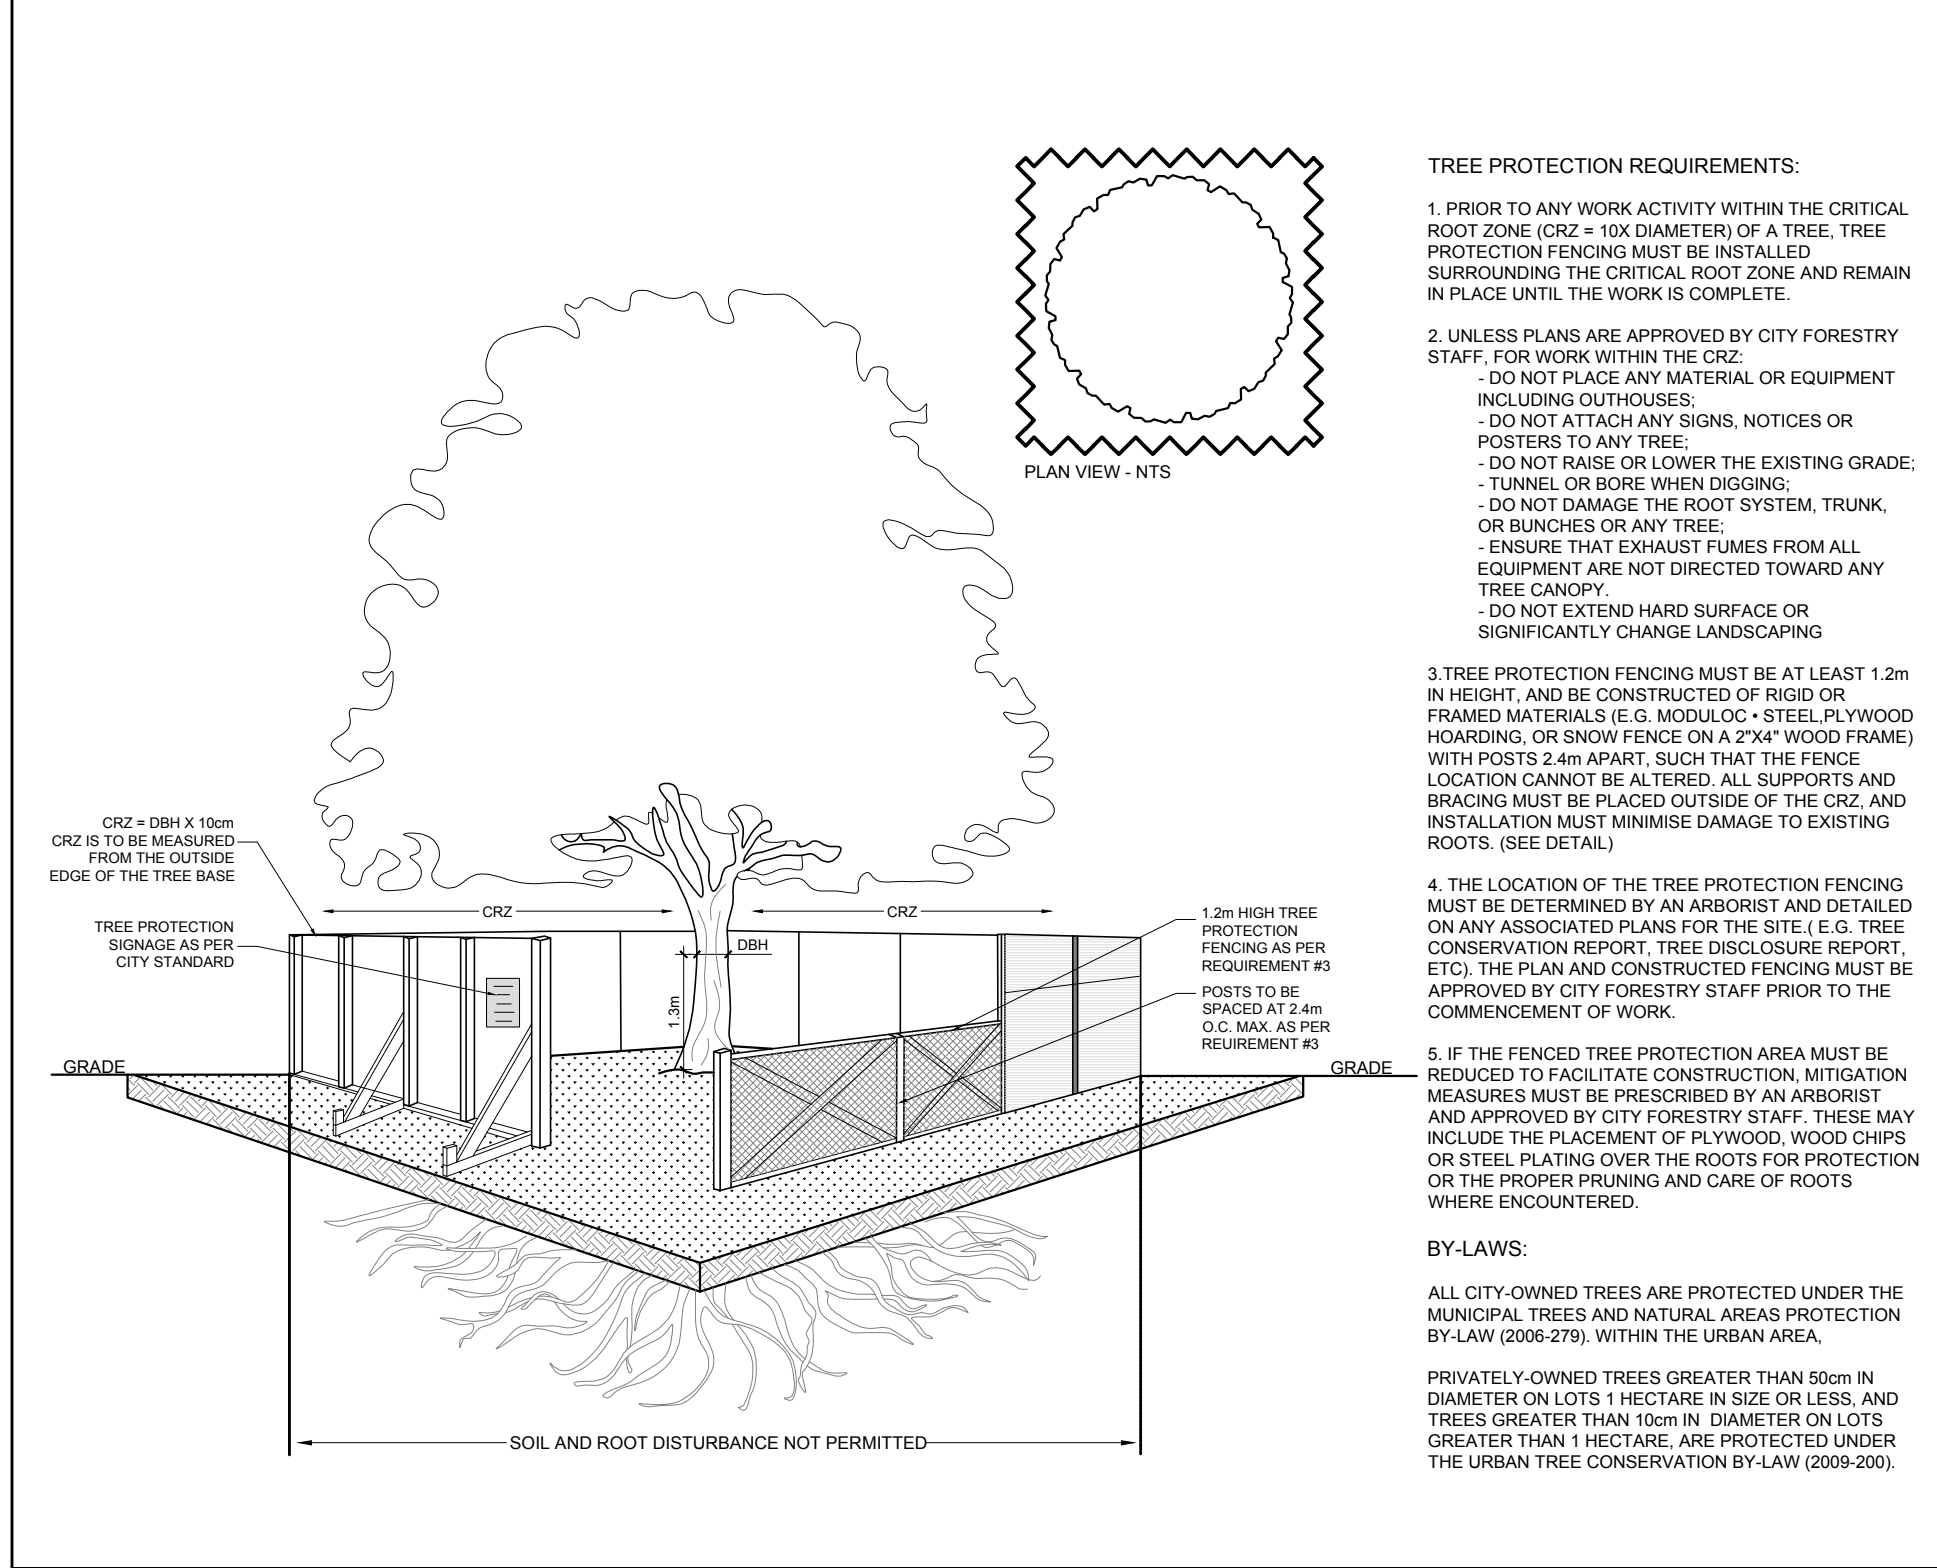 PLAN VIEW - NTS
CRZ = DBH X 10cm
CRZ IS TO BE MEASURED
FROM THE OUTSIDE
EDGE OF THE TREE BASE
TREE PROTECTION
SIGNAGE AS PER
CITY STANDARD
CRZ
CRZ
DBH
1.3m
1.2m HIGH TREE
PROTECTION
FENCING AS PER
REQUIREMENT #3
POSTS TO BE
SPACED AT 2.4m
O.C. MAX. AS PER
REUIREMENT #3
GRADE
GRADE
SOIL AND ROOT DISTURBANCE NOT PERMITTED
TREE PROTECTION REQUIREMENTS:
1. PRIOR TO ANY WORK ACTIVITY WITHIN THE CRITICAL
ROOT ZONE (CRZ = 10X DIAMETER) OF A TREE, TREE
PROTECTION FENCING MUST BE INSTALLED
SURROUNDING THE CRITICAL ROOT ZONE AND REMAIN
IN PLACE UNTIL THE WORK IS COMPLETE.
2. UNLESS PLANS ARE APPROVED BY CITY FORESTRY
STAFF, FOR WORK WITHIN THE CRZ:
- DO NOT PLACE ANY MATERIAL OR EQUIPMENT
INCLUDING OUTHOUSES;
- DO NOT ATTACH ANY SIGNS, NOTICES OR
POSTERS TO ANY TREE;
- DO NOT RAISE OR LOWER THE EXISTING GRADE;
- TUNNEL OR BORE WHEN DIGGING;
- DO NOT DAMAGE THE ROOT SYSTEM, TRUNK,
OR BUNCHES OR ANY TREE;
- ENSURE THAT EXHAUST FUMES FROM ALL
EQUIPMENT ARE NOT DIRECTED TOWARD ANY
TREE CANOPY.
- DO NOT EXTEND HARD SURFACE OR
SIGNIFICANTLY CHANGE LANDSCAPING
3.TREE PROTECTION FENCING MUST BE AT LEAST 1.2m
IN HEIGHT, AND BE CONSTRUCTED OF RIGID OR
FRAMED MATERIALS (E.G. MODULOC • STEEL,PLYWOOD
HOARDING, OR SNOW FENCE ON A 2"X4" WOOD FRAME)
WITH POSTS 2.4m APART, SUCH THAT THE FENCE
LOCATION CANNOT BE ALTERED. ALL SUPPORTS AND
BRACING MUST BE PLACED OUTSIDE OF THE CRZ, AND
INSTALLATION MUST MINIMISE DAMAGE TO EXISTING
ROOTS. (SEE DETAIL)
4. THE LOCATION OF THE TREE PROTECTION FENCING
MUST BE DETERMINED BY AN ARBORIST AND DETAILED
ON ANY ASSOCIATED PLANS FOR THE SITE.( E.G. TREE
CONSERVATION REPORT, TREE DISCLOSURE REPORT,
ETC). THE PLAN AND CONSTRUCTED FENCING MUST BE
APPROVED BY CITY FORESTRY STAFF PRIOR TO THE
COMMENCEMENT OF WORK.
5. IF THE FENCED TREE PROTECTION AREA MUST BE
REDUCED TO FACILITATE CONSTRUCTION, MITIGATION
MEASURES MUST BE PRESCRIBED BY AN ARBORIST
AND APPROVED BY CITY FORESTRY STAFF. THESE MAY
INCLUDE THE PLACEMENT OF PLYWOOD, WOOD CHIPS
OR STEEL PLATING OVER THE ROOTS FOR PROTECTION
OR THE PROPER PRUNING AND CARE OF ROOTS
WHERE ENCOUNTERED.
BY-LAWS:
ALL CITY-OWNED TREES ARE PROTECTED UNDER THE
MUNICIPAL TREES AND NATURAL AREAS PROTECTION
BY-LAW (2006-279). WITHIN THE URBAN AREA,
PRIVATELY-OWNED TREES GREATER THAN 50cm IN
DIAMETER ON LOTS 1 HECTARE IN SIZE OR LESS, AND
TREES GREATER THAN 10cm IN DIAMETER ON LOTS
GREATER THAN 1 HECTARE, ARE PROTECTED UNDER
THE URBAN TREE CONSERVATION BY-LAW (2009-200).